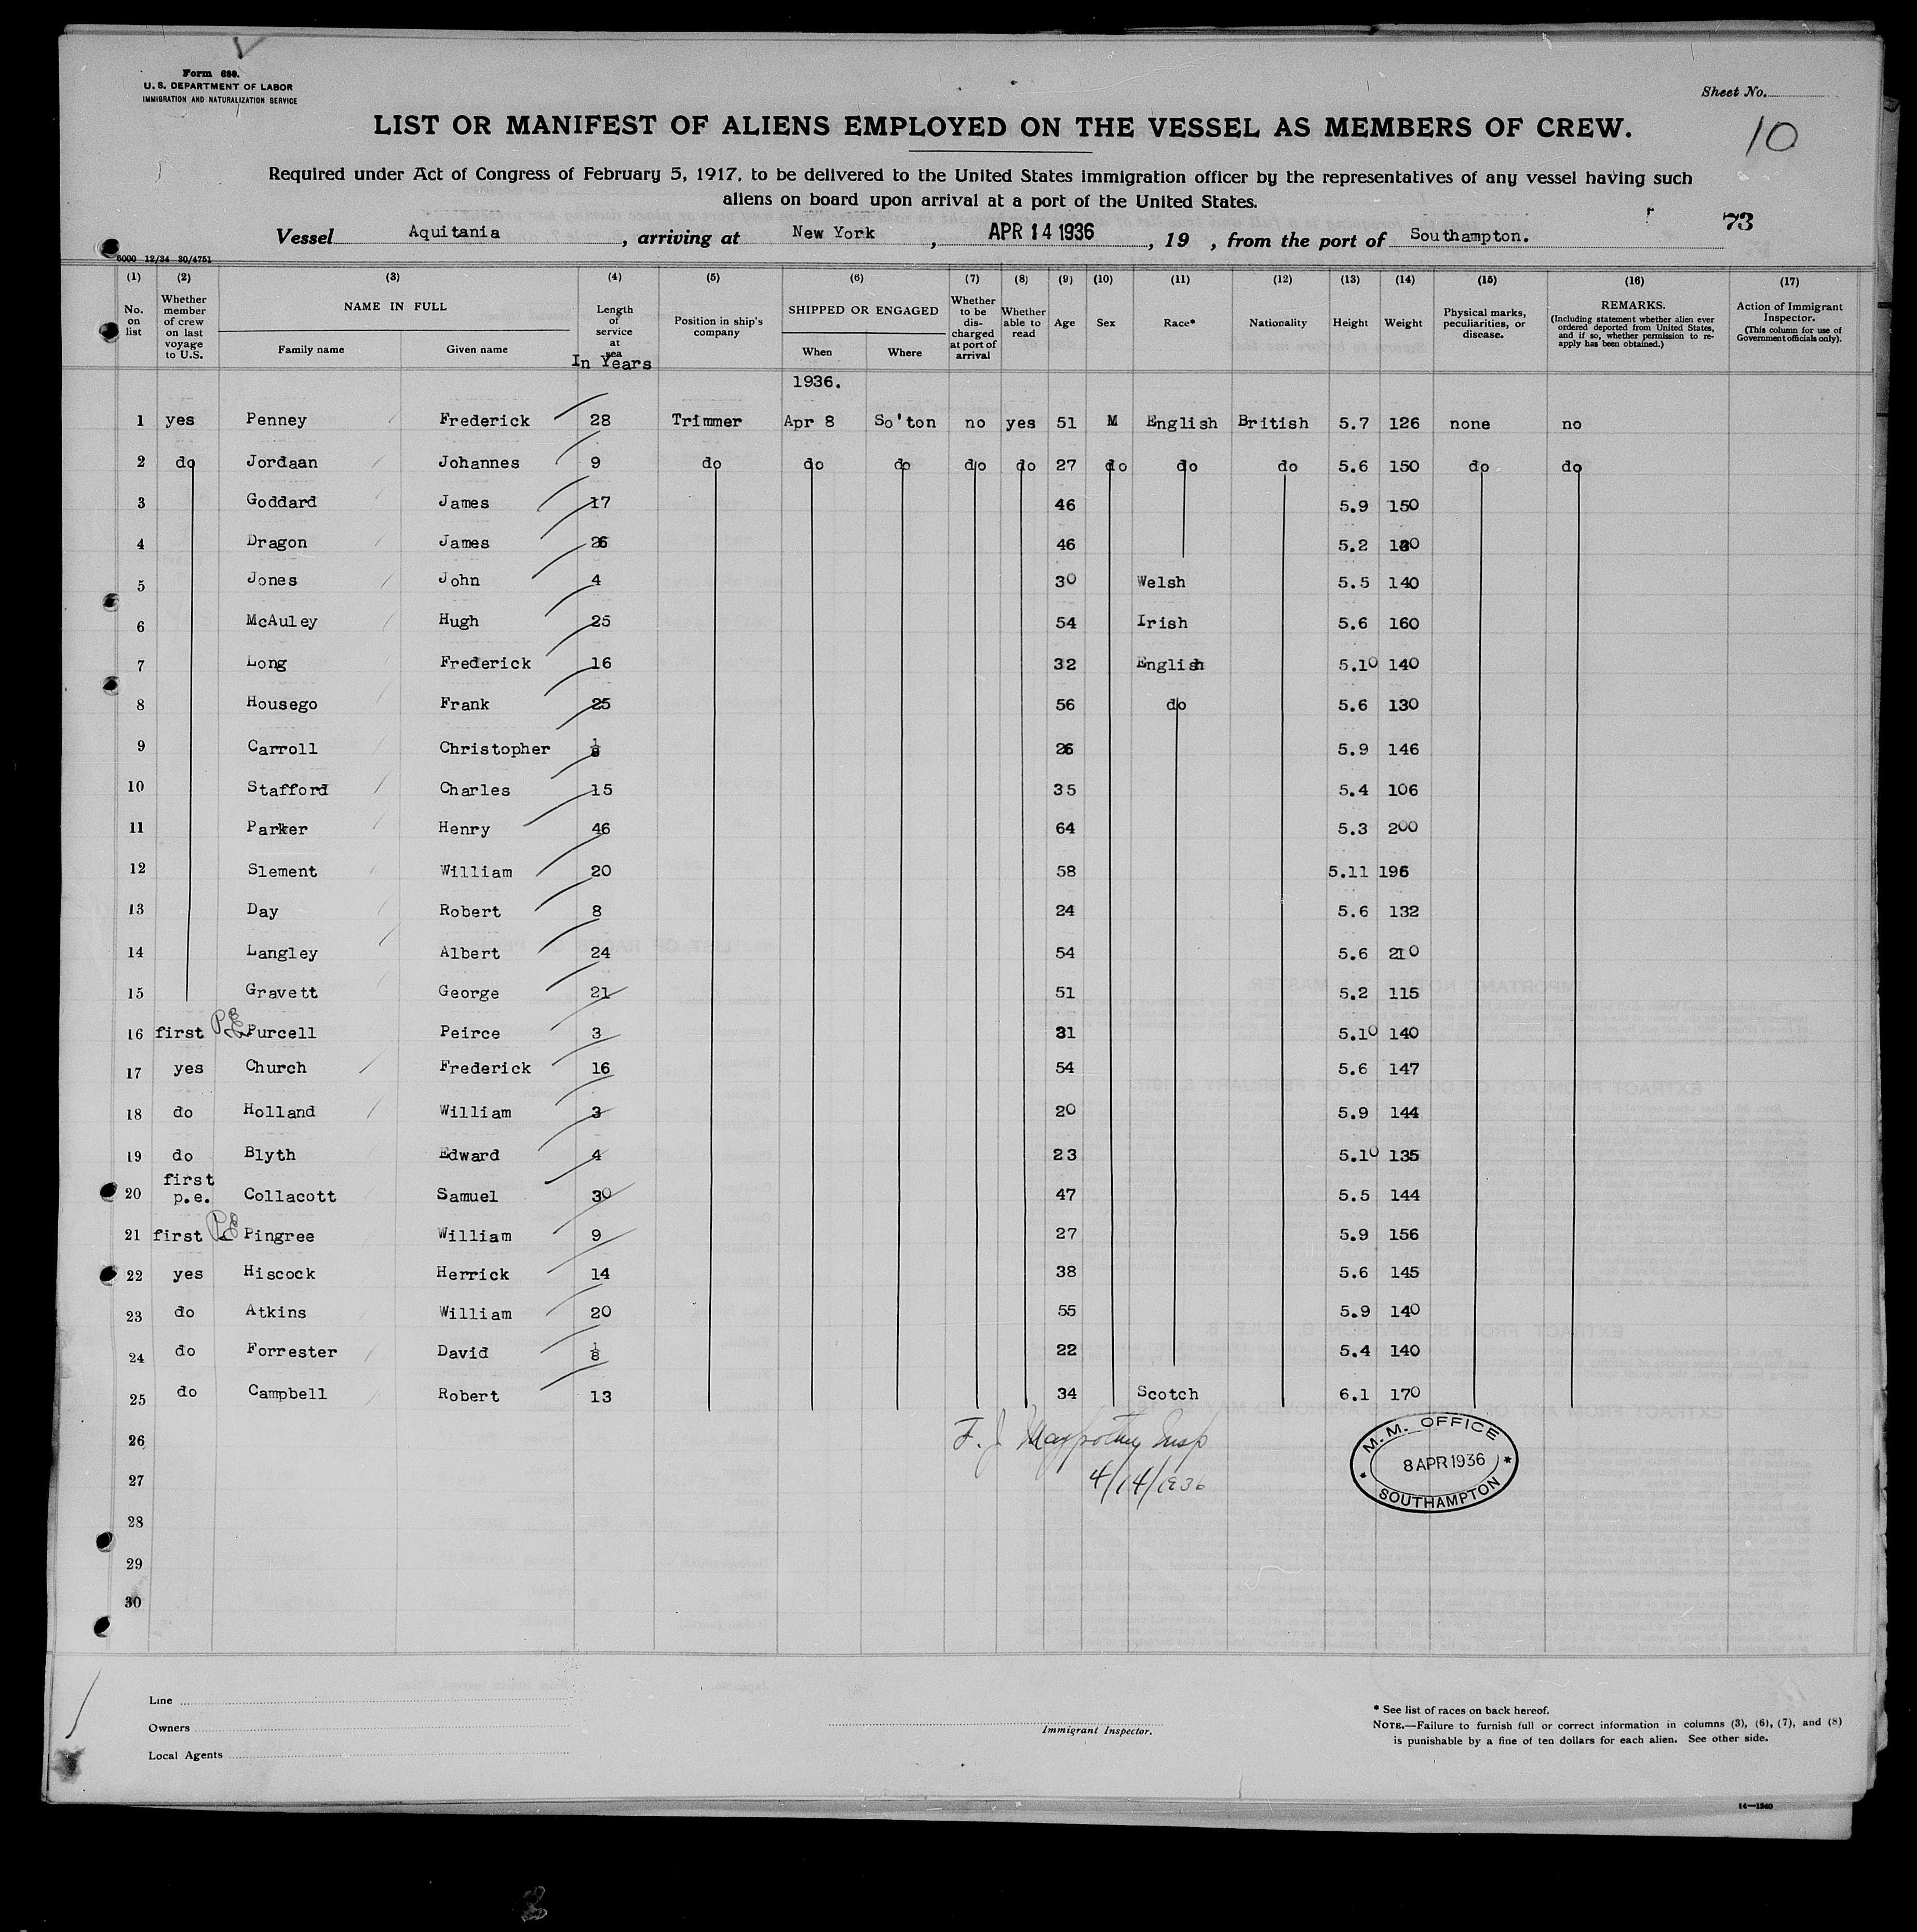 Form 680.
U. S. DEPARTMENT OF LABOR
IMMIGRATION AND NATURALIZATION SERVICE
Sheet No.
LIST OR MANIFEST OF ALIENS EMPLOYED ON THE VESSEL AS MEMBERS OF CREW.
10
Required under Act of Congress of February 5, 1917, to be delivered to the United States immigration officer by the representatives of any vessel having such
aliens on board upon arrival at a port of the United States.
73
Vessel Aquitania, arriving at New York, APR 14 1936, 19 , from the port of Southampton.
6000 12/34 30/4751
(1) (2) (3) (4) (5) (6) (7) (8) (9) (10) (11) (12) (13) (14) (15) (16) (17)
No. on list
Whether member of crew on last voyage to U.S.
NAME IN FULL
Family name
Given name
Length of service at sea
In Years
Position in ship's company
SHIPPED OR ENGAGED
When
Where
Whether to be discharged at port of arrival
Whether able to read
Age
Sex
Race*
Nationality
Height
Weight
Physical marks, peculiarities, or disease.
REMARKS.
(Including statement whether alien ever ordered deported from United States, and if so, whether permission to reapply has been obtained.)
Action of Immigrant Inspector.
(This column for use of Government officials only).
1936.
1 yes Penney Frederick 28 Trimmer Apr 8 So'ton no yes 51 M English British 5.7 126 none no
2 do Jordaan Johannes 9 do do do do do 27 do do do 5.6 150 do do
3 Goddard James 17 46 5.9 150
4 Dragon James 26 46 5.2 130
5 Jones John 4 30 Welsh 5.5 140
6 McAuley Hugh 25 54 Irish 5.6 160
7 Long Frederick 16 32 English 5.10 140
8 Housego Frank 25 56 do 5.6 130
9 Carroll Christopher 26 5.9 146
10 Stafford Charles 15 35 5.4 106
11 Parker Henry 46 64 5.3 200
12 Slement William 20 58 5.11 196
13 Day Robert 8 24 5.6 132
14 Langley Albert 24 54 5.6 210
15 Gravett George 21 51 5.2 115
16 first P.E. Purcell Peirce 3 31 5.10 140
17 yes Church Frederick 16 54 5.6 147
18 do Holland William 3 20 5.9 144
19 do Blyth Edward 4 23 5.10 135
20 first p.e. Collacott Samuel 30 47 5.5 144
21 first P.E. Pingree William 9 27 5.9 156
22 yes Hiscock Herrick 14 38 5.6 145
23 do Atkins William 20 55 5.9 140
24 do Forrester David 1/8 22 5.4 140
25 do Campbell Robert 13 34 Scotch 6.1 170
26
27
28
29
30
F. J. Insp
4/14/1936
M. M. OFFICE
8 APR 1936
SOUTHAMPTON
Line
Owners
Local Agents
Immigrant Inspector.
* See list of races on back hereof.
NOTE.—Failure to furnish full or correct information in columns (3), (6), (7), and (8)
is punishable by a fine of ten dollars for each alien. See other side.
14—1240